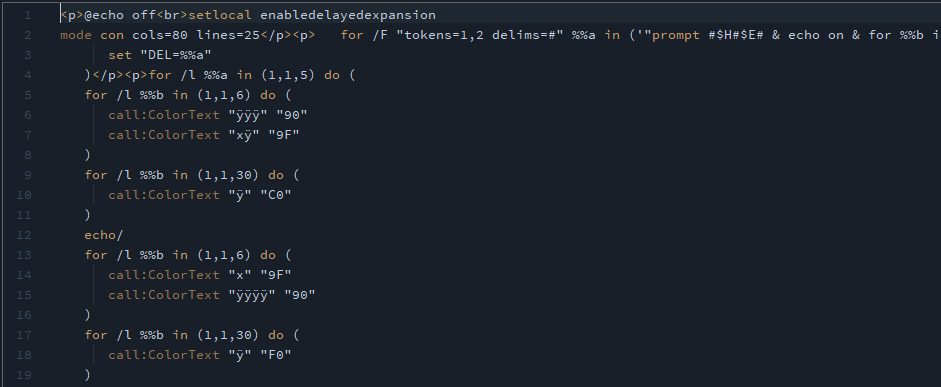 1 <p>@echo off<br>setlocal enabledelayedexpansion
2 mode con cols=80 lines=25</p><p>   for /F "tokens=1,2 delims=#" %%a in ('"prompt #$H#$E# & echo on & for %%b i
3       set "DEL=%%a"
4    )</p><p>for /l %%a in (1,1,5) do (
5    for /l %%b in (1,1,6) do (
6       call:ColorText "ÿÿÿ" "90"
7       call:ColorText "xÿ" "9F"
8    )
9    for /l %%b in (1,1,30) do (
10       call:ColorText "ÿ" "C0"
11    )
12    echo/
13    for /l %%b in (1,1,6) do (
14       call:ColorText "x" "9F"
15       call:ColorText "ÿÿÿÿ" "90"
16    )
17    for /l %%b in (1,1,30) do (
18       call:ColorText "ÿ" "F0"
19    )